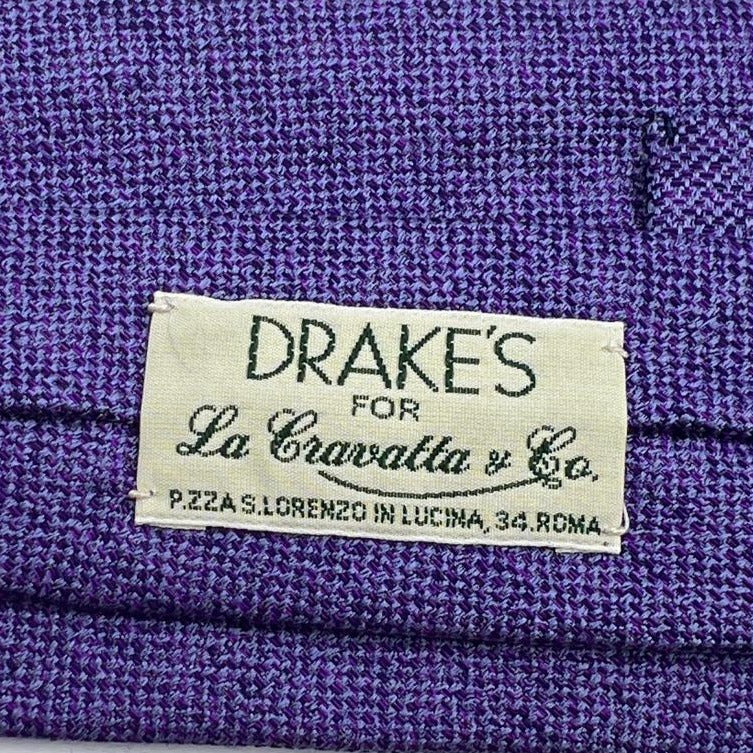 DRAKE'S
FOR
La Cravatta & Co.
P.ZZA S. LORENZO IN LUCINA, 34. ROMA